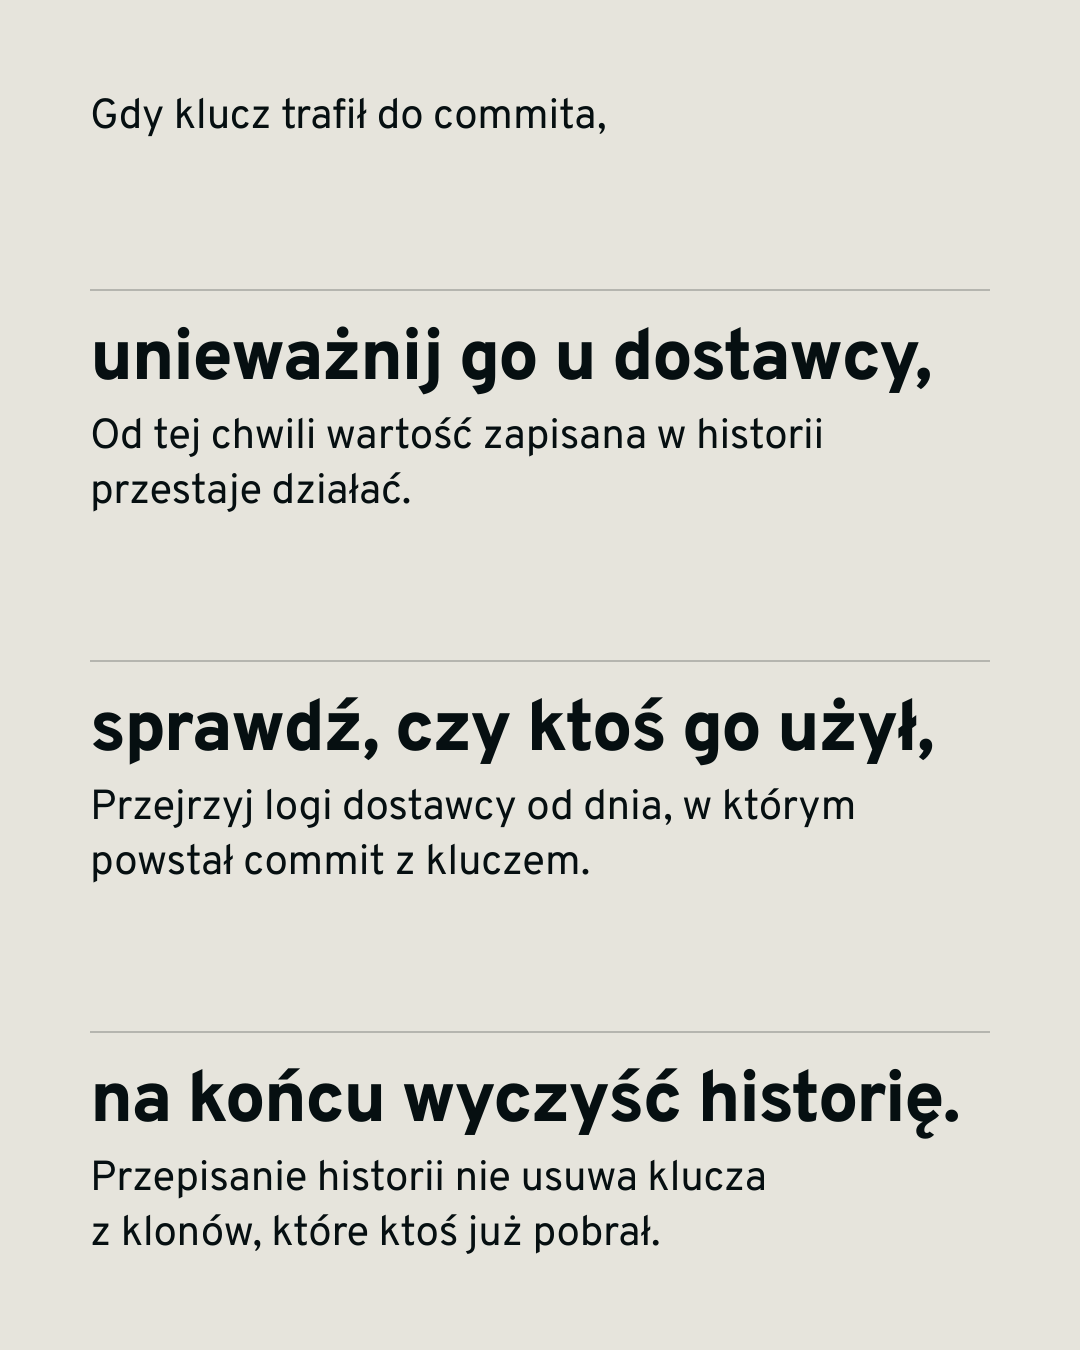 Gdy klucz trafił do commita,
unieważnij go u dostawcy,
Od tej chwili wartość zapisana w historii
przestaje działać.
sprawdź, czy ktoś go użył,
Przejrzyj logi dostawcy od dnia, w którym
powstał commit z kluczem.
na końcu wyczyść historię.
Przepisanie historii nie usuwa klucza
z klonów, które ktoś już pobrał.